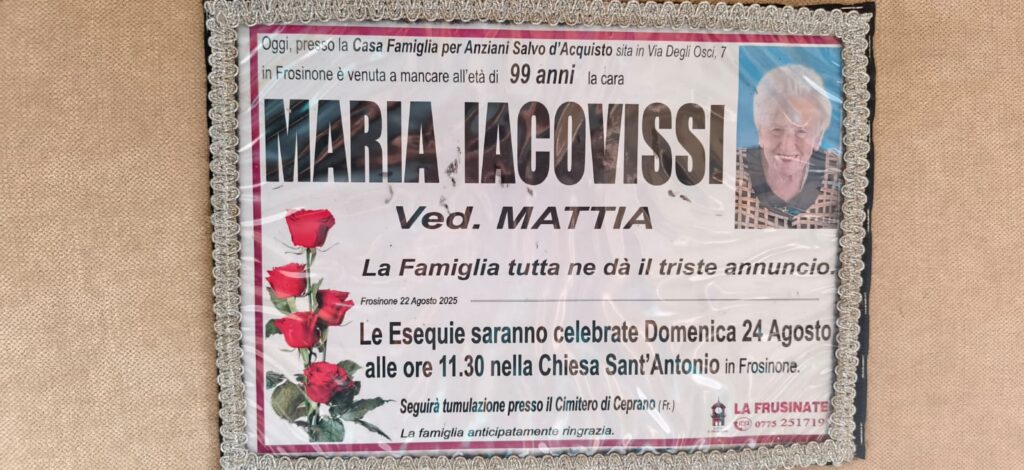 Oggi, presso la Casa Famiglia per Anziani Salvo d'Acquisto sita in Via Degli Osci, 7
in Frosinone è venuta a mancare all'età di 99 anni la cara
MARIA IACOVISSI
Ved. MATTIA
La Famiglia tutta ne dà il triste annuncio.
Frosinone 22 Agosto 2025
Le Esequie saranno celebrate Domenica 24 Agosto
alle ore 11.30 nella Chiesa Sant'Antonio in Frosinone.
Seguirà tumulazione presso il Cimitero di Ceprano (Fr.)
La famiglia anticipatamente ringrazia.
LA FRUSINATE
0775 251719